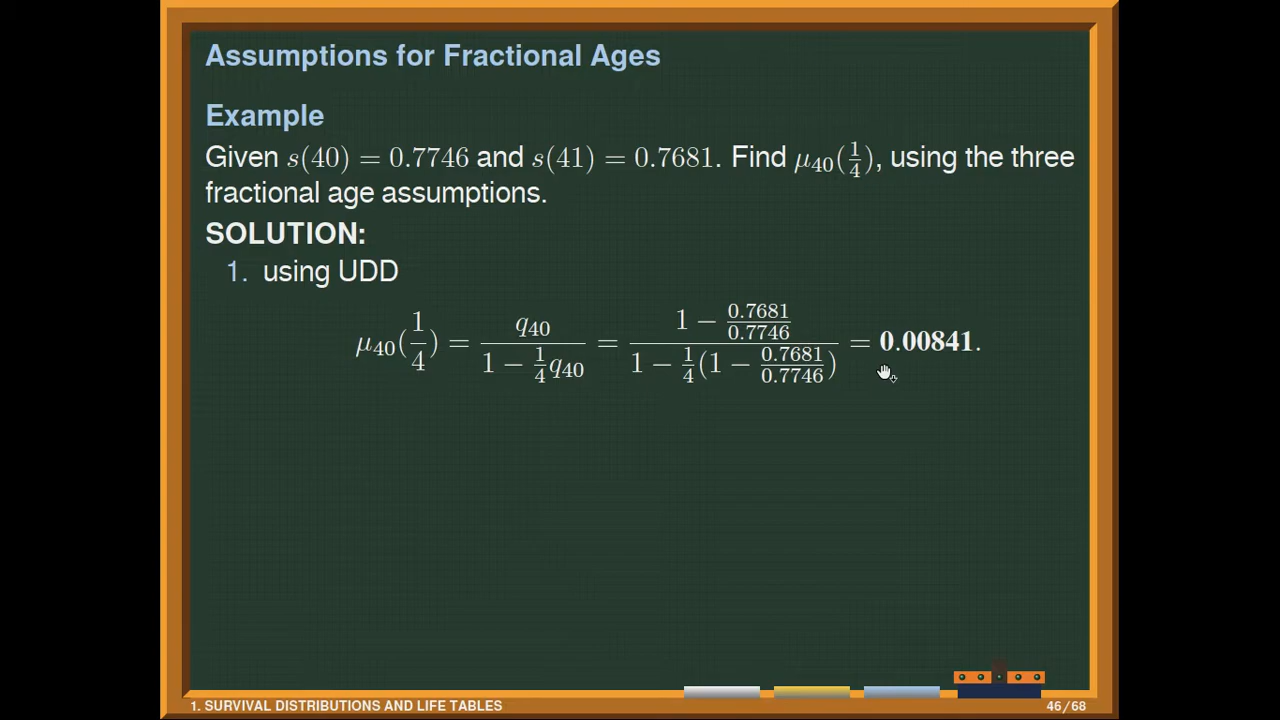 Assumptions for Fractional Ages
Example
Given s(40) = 0.7746 and s(41) = 0.7681. Find μ₄₀(1/4), using the three
fractional age assumptions.
SOLUTION:
1. using UDD
μ₄₀(1/4) = q₄₀ / (1 − 1/4 q₄₀) = (1 − 0.7681/0.7746) / (1 − 1/4(1 − 0.7681/0.7746)) = 0.00841.
1. SURVIVAL DISTRIBUTIONS AND LIFE TABLES 46/68